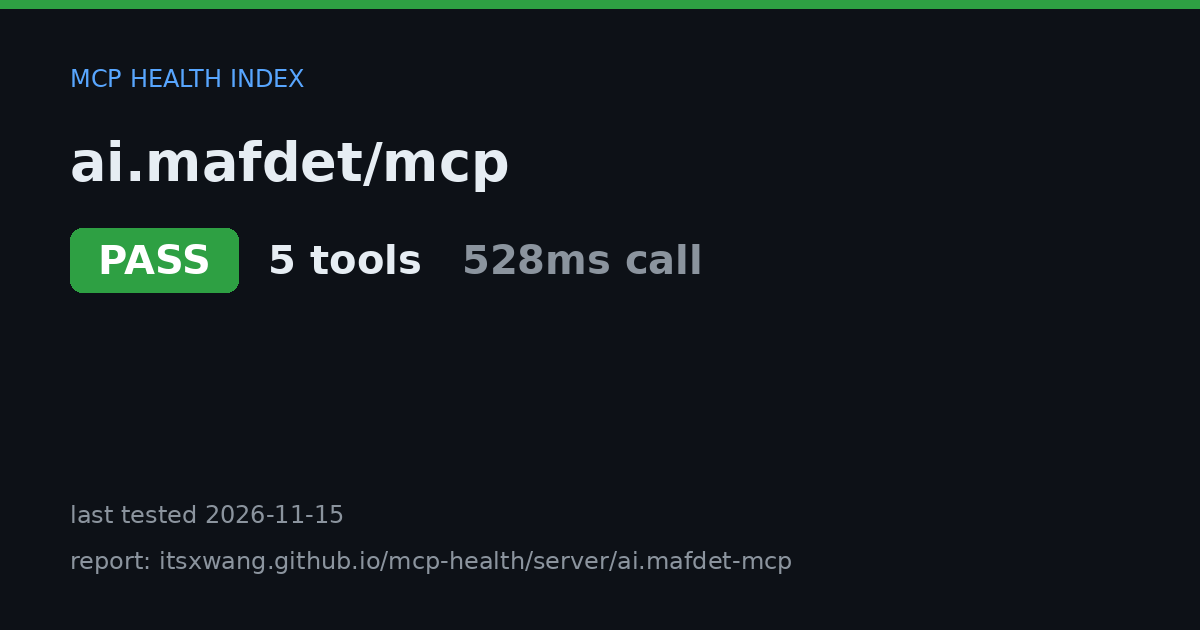 MCP HEALTH INDEX
ai.mafdet/mcp
PASS 5 tools 528ms call
last tested 2026-11-15
report: itsxwang.github.io/mcp-health/server/ai.mafdet-mcp